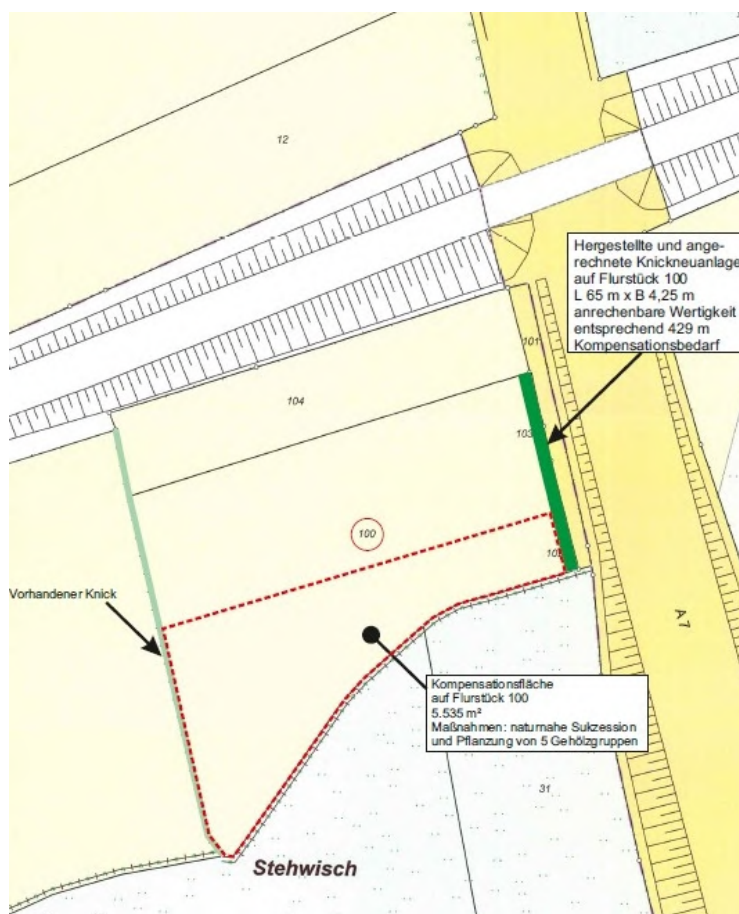 12
Hergestellte und ange-
rechnete Knickneuanlage
auf Flurstück 100
L 65 m x B 4,25 m
anrechenbare Wertigkeit
entsprechend 429 m
Kompensationsbedarf
101
104
103
100
Vorhandener Knick
A 7
Kompensationsfläche
auf Flurstück 100
5.535 m²
Maßnahmen: naturnahe Sukzession
und Pflanzung von 5 Gehölzgruppen
31
Stehwisch